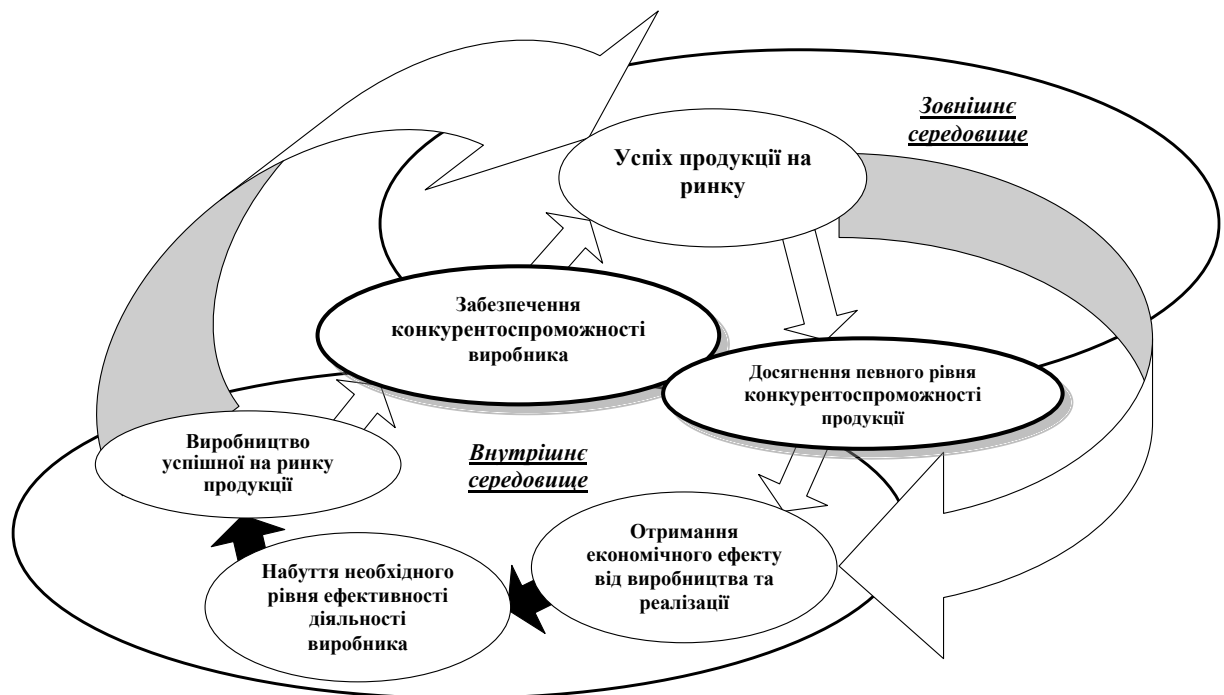 Зовнішнє
середовище
Успіх продукції на
ринку
Забезпечення
конкурентоспроможності
виробника
Досягнення певного рівня
конкурентоспроможності
продукції
Виробництво
успішної на ринку
продукції
Внутрішнє
середовище
Отримання
економічного ефекту
від виробництва та
реалізації
Набуття необхідного
рівня ефективності
діяльності
виробника